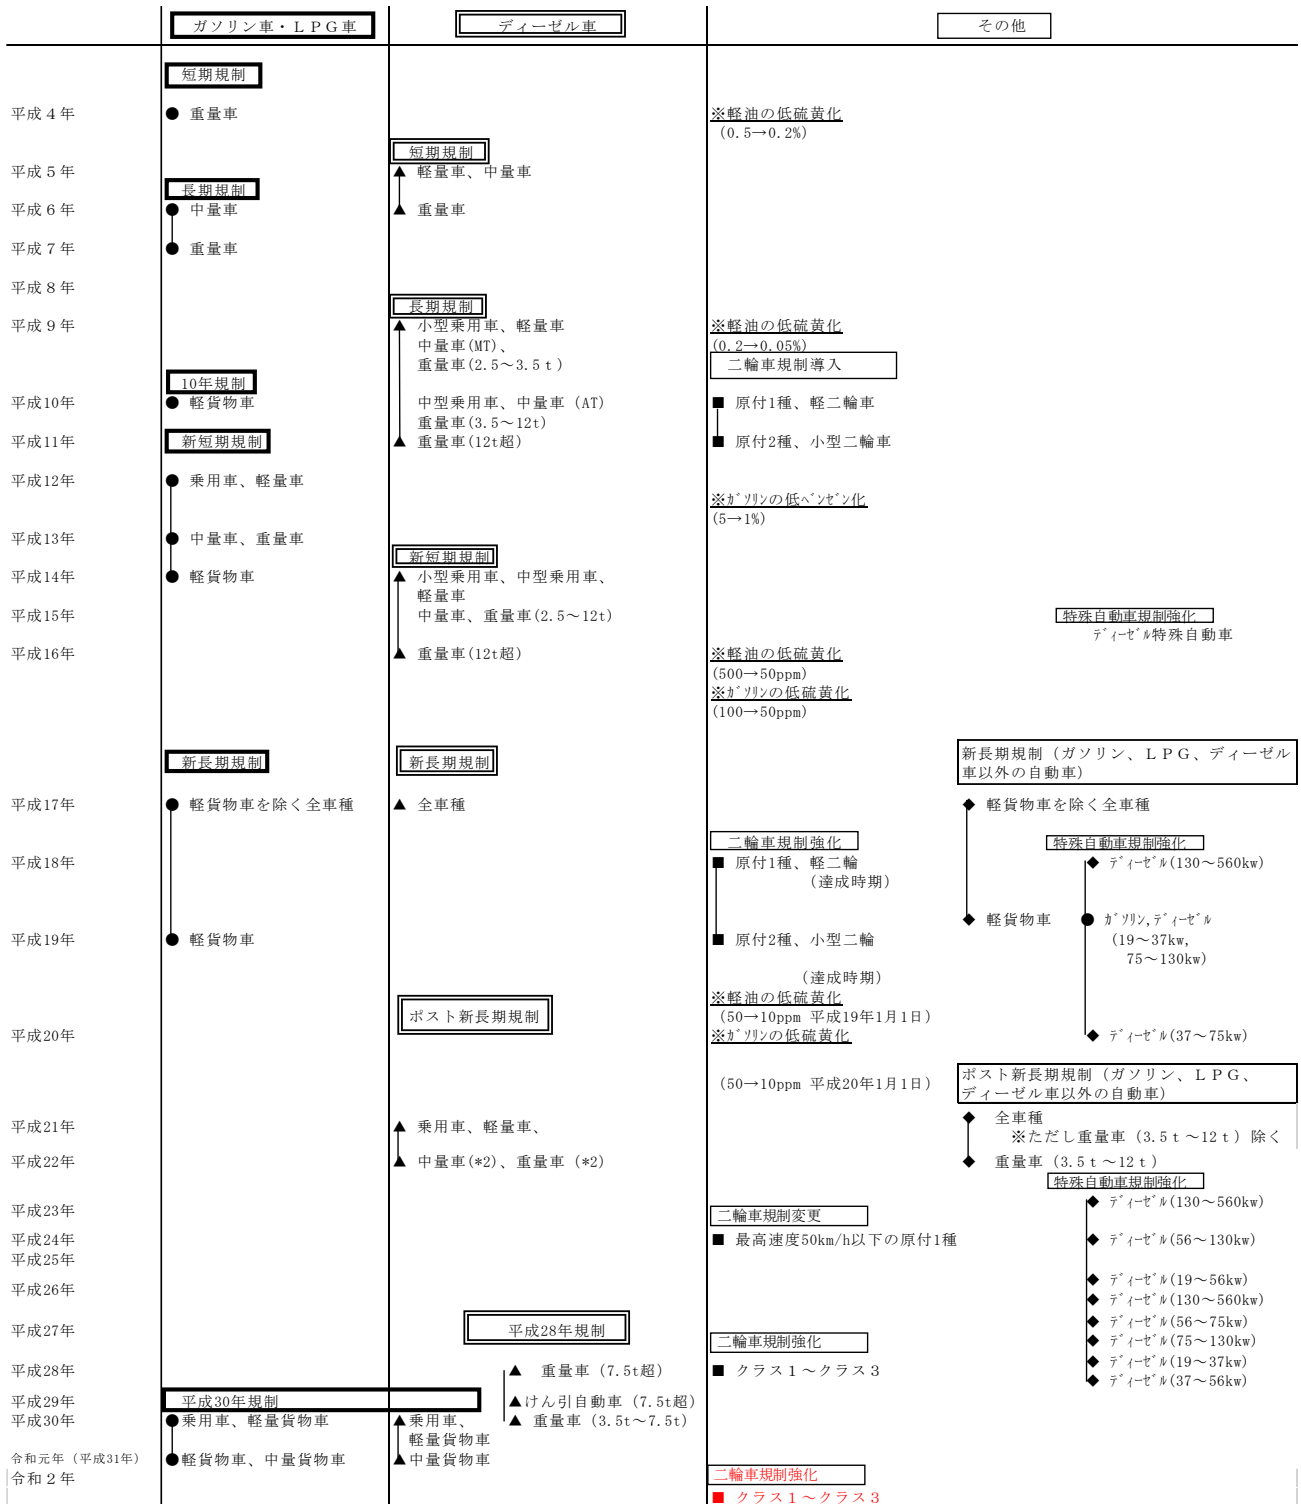 ガソリン車・ＬＰＧ車 ディーゼル車 その他
短期規制
平成４年 ● 重量車 ※軽油の低硫黄化
(0.5→0.2%)
短期規制
平成５年 ▲ 軽量車、中量車
長期規制
平成６年 ● 中量車 ▲ 重量車
平成７年 ● 重量車
平成８年
長期規制
平成９年 ▲ 小型乗用車、軽量車 ※軽油の低硫黄化
中量車(MT)、 (0.2→0.05%)
重量車(2.5～3.5ｔ) 二輪車規制導入
10年規制
平成10年 ● 軽貨物車 中型乗用車、中量車（AT） ■ 原付1種、軽二輪車
重量車(3.5～12t)
平成11年 新短期規制 ▲ 重量車(12t超) ■ 原付2種、小型二輪車
平成12年 ● 乗用車、軽量車
※ｶﾞｿﾘﾝの低ﾍﾞﾝｾﾞﾝ化
(5→1%)
平成13年 ● 中量車、重量車
新短期規制
平成14年 ● 軽貨物車 ▲ 小型乗用車、中型乗用車、
軽量車
平成15年 中量車、重量車(2.5～12t) 特殊自動車規制強化
ﾃﾞｨｰｾﾞﾙ特殊自動車
平成16年 ▲ 重量車(12t超) ※軽油の低硫黄化
(500→50ppm)
※ｶﾞｿﾘﾝの低硫黄化
(100→50ppm)
新長期規制 新長期規制 新長期規制（ガソリン、ＬＰＧ、ディーゼル
車以外の自動車）
平成17年 ● 軽貨物車を除く全車種 ▲ 全車種 ◆ 軽貨物車を除く全車種
二輪車規制強化 特殊自動車規制強化
平成18年 ■ 原付1種、軽二輪 ◆ ﾃﾞｨｰｾﾞﾙ(130～560kw)
（達成時期）
◆ 軽貨物車 ● ｶﾞｿﾘﾝ,ﾃﾞｨｰｾﾞﾙ
平成19年 ● 軽貨物車 ■ 原付2種、小型二輪 (19～37kw,
75～130kw)
（達成時期）
※軽油の低硫黄化
ポスト新長期規制 (50→10ppm 平成19年1月1日)
平成20年 ※ｶﾞｿﾘﾝの低硫黄化 ◆ ﾃﾞｨｰｾﾞﾙ(37～75kw)
(50→10ppm 平成20年1月1日) ポスト新長期規制（ガソリン、ＬＰＧ、
ディーゼル車以外の自動車）
◆ 全車種
平成21年 ▲ 乗用車、軽量車、 ※ただし重量車（3.5ｔ～12ｔ）除く
平成22年 ▲ 中量車(*2)、重量車（*2） ◆ 重量車（3.5ｔ～12ｔ）
特殊自動車規制強化
平成23年 二輪車規制変更 ◆ ﾃﾞｨｰｾﾞﾙ(130～560kw)
平成24年 ■ 最高速度50km/h以下の原付1種 ◆ ﾃﾞｨｰｾﾞﾙ(56～130kw)
平成25年
◆ ﾃﾞｨｰｾﾞﾙ(19～56kw)
平成26年 ◆ ﾃﾞｨｰｾﾞﾙ(130～560kw)
平成27年 平成28年規制 ◆ ﾃﾞｨｰｾﾞﾙ(56～75kw)
二輪車規制強化 ◆ ﾃﾞｨｰｾﾞﾙ(75～130kw)
◆ ﾃﾞｨｰｾﾞﾙ(19～37kw)
平成28年 ▲ 重量車（7.5t超） ■ クラス１～クラス３
◆ ﾃﾞｨｰｾﾞﾙ(37～56kw)
平成29年 平成30年規制 ▲けん引自動車（7.5t超）
平成30年 ●乗用車、軽量貨物車 ▲乗用車、 ▲ 重量車（3.5t～7.5t）
軽量貨物車
令和元年（平成31年） ●軽貨物車、中量貨物車 ▲中量貨物車
令和２年 二輪車規制強化
■ クラス１～クラス３